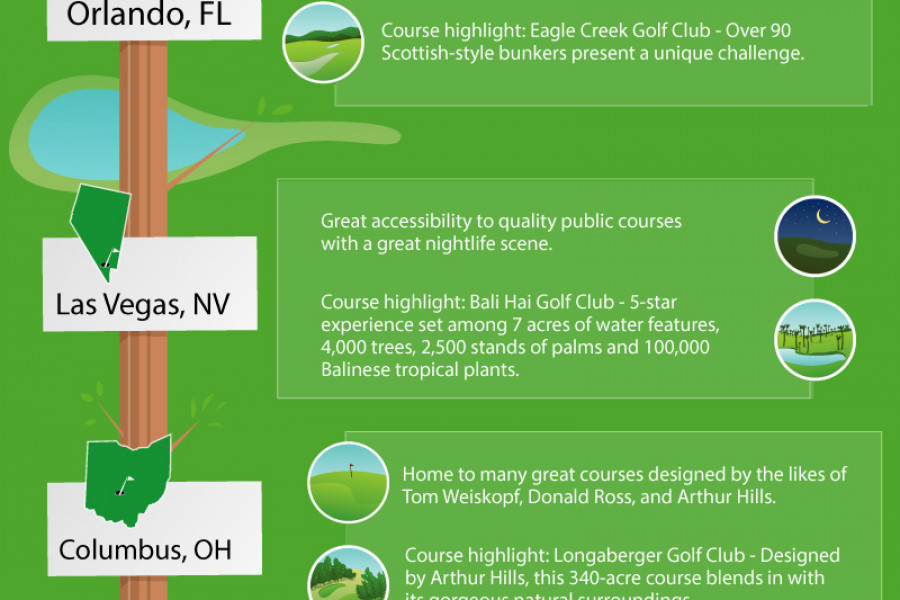 Orlando, FL
Course highlight: Eagle Creek Golf Club - Over 90
Scottish-style bunkers present a unique challenge.
Las Vegas, NV
Great accessibility to quality public courses
with a great nightlife scene.
Course highlight: Bali Hai Golf Club - 5-star
experience set among 7 acres of water features,
4,000 trees, 2,500 stands of palms and 100,000
Balinese tropical plants.
Columbus, OH
Home to many great courses designed by the likes of
Tom Weiskopf, Donald Ross, and Arthur Hills.
Course highlight: Longaberger Golf Club - Designed
by Arthur Hills, this 340-acre course blends in with
its gorgeous natural surroundings.